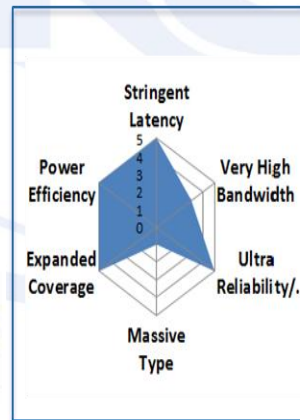 Stringent
Latency
5
4
3
2
1
0
Power
Efficiency
Very High
Bandwidth
Expanded
Coverage
Ultra
Reliability/.
Massive
Type